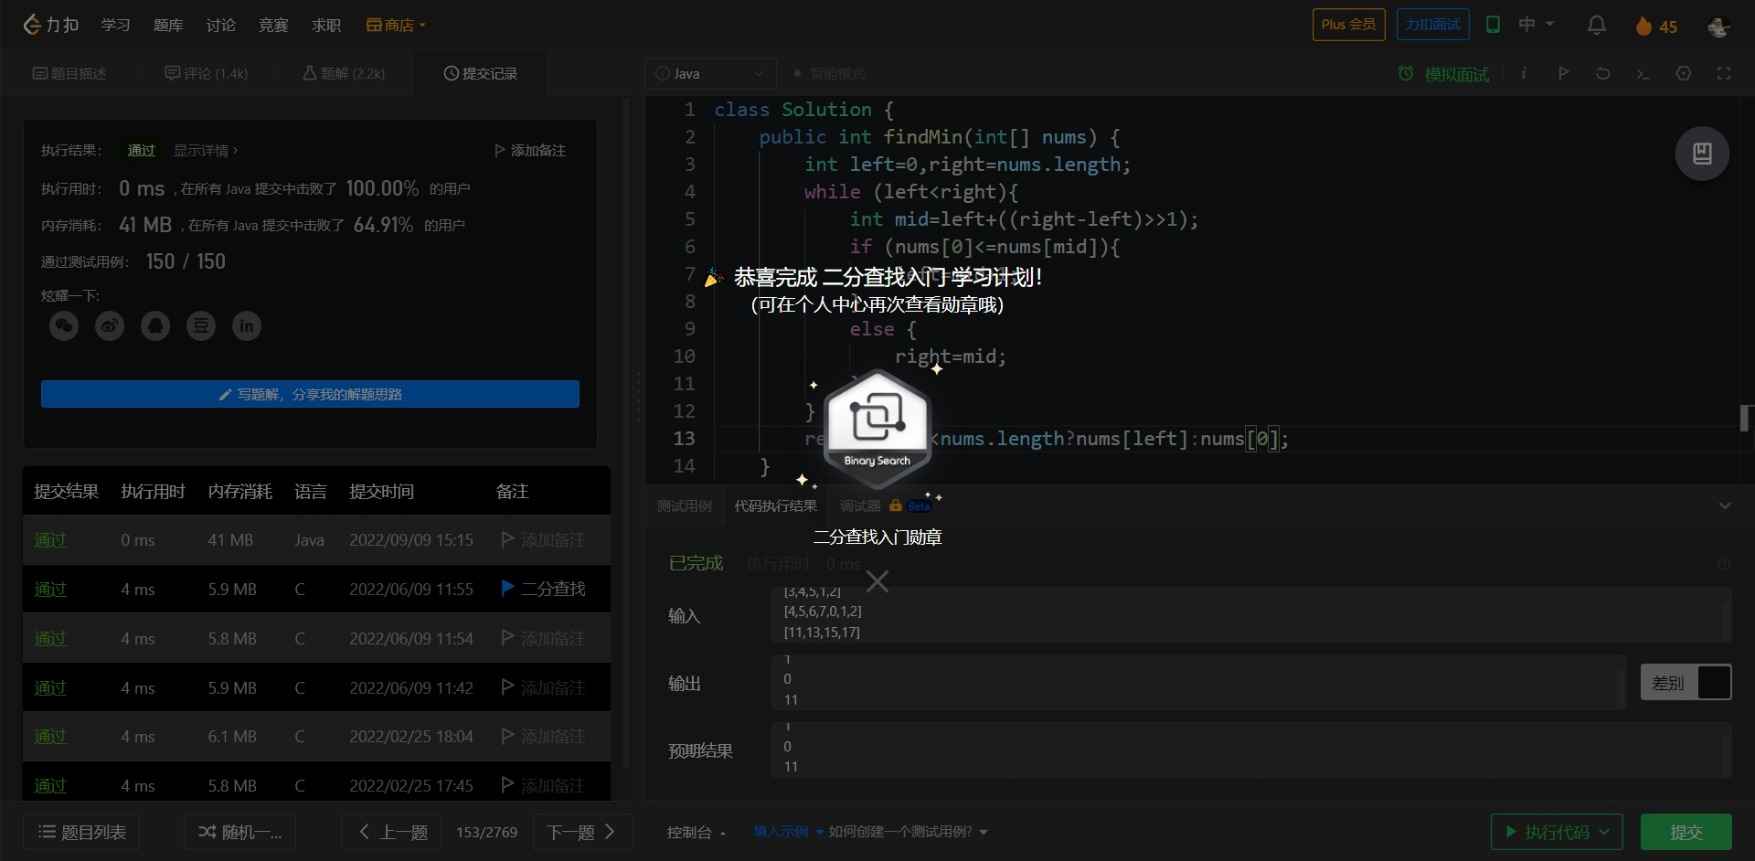 力扣 学习 题库 讨论 竞赛 求职 商店 Plus 会员 力扣面试 中 45
题目描述 评论 (1.4k) 题解 (2.2k) 提交记录
Java 智能模式 模拟面试
执行结果： 通过 显示详情 > 添加备注
执行用时： 0 ms , 在所有 Java 提交中击败了 100.00% 的用户
内存消耗： 41 MB , 在所有 Java 提交中击败了 64.91% 的用户
通过测试用例： 150 / 150
炫耀一下:
写题解，分享我的解题思路
提交结果 执行用时 内存消耗 语言 提交时间 备注
通过 0 ms 41 MB Java 2022/09/09 15:15 添加备注
通过 4 ms 5.9 MB C 2022/06/09 11:55 二分查找
通过 4 ms 5.8 MB C 2022/06/09 11:54 添加备注
通过 4 ms 5.9 MB C 2022/06/09 11:42 添加备注
通过 4 ms 6.1 MB C 2022/02/25 18:04 添加备注
通过 4 ms 5.8 MB C 2022/02/25 17:45 添加备注
题目列表 随机一... 上一题 153/2769 下一题
1 class Solution {
2 public int findMin(int[] nums) {
3 int left=0,right=nums.length;
4 while (left<right){
5 int mid=left+((right-left)>>1);
6 if (nums[0]<=nums[mid]){
7
8
9 else {
10 right=mid;
11
12 }
13 re <nums.length?nums[left]:nums[0];
14 }
恭喜完成 二分查找入门 学习计划！
(可在个人中心再次查看勋章哦)
Binary Search
二分查找入门勋章
测试用例 代码执行结果 调试器 Beta
已完成 执行用时: 0 ms
输入
[3,4,5,1,2]
[4,5,6,7,0,1,2]
[11,13,15,17]
输出
1
0
11
差别
预期结果
1
0
11
控制台 填入示例 如何创建一个测试用例? 执行代码 提交